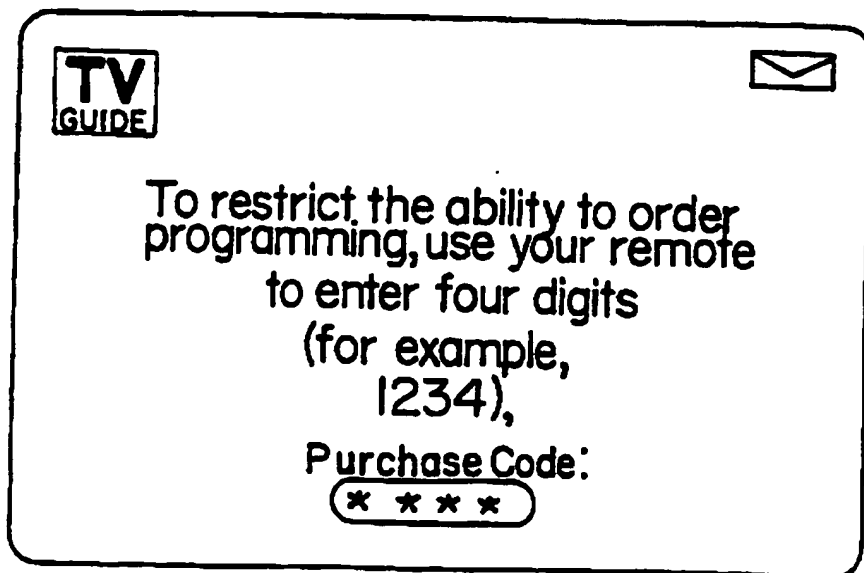 TV
GUIDE
To restrict the ability to order
programming, use your remote
to enter four digits
(for example,
1234),
Purchase Code:
* * * *